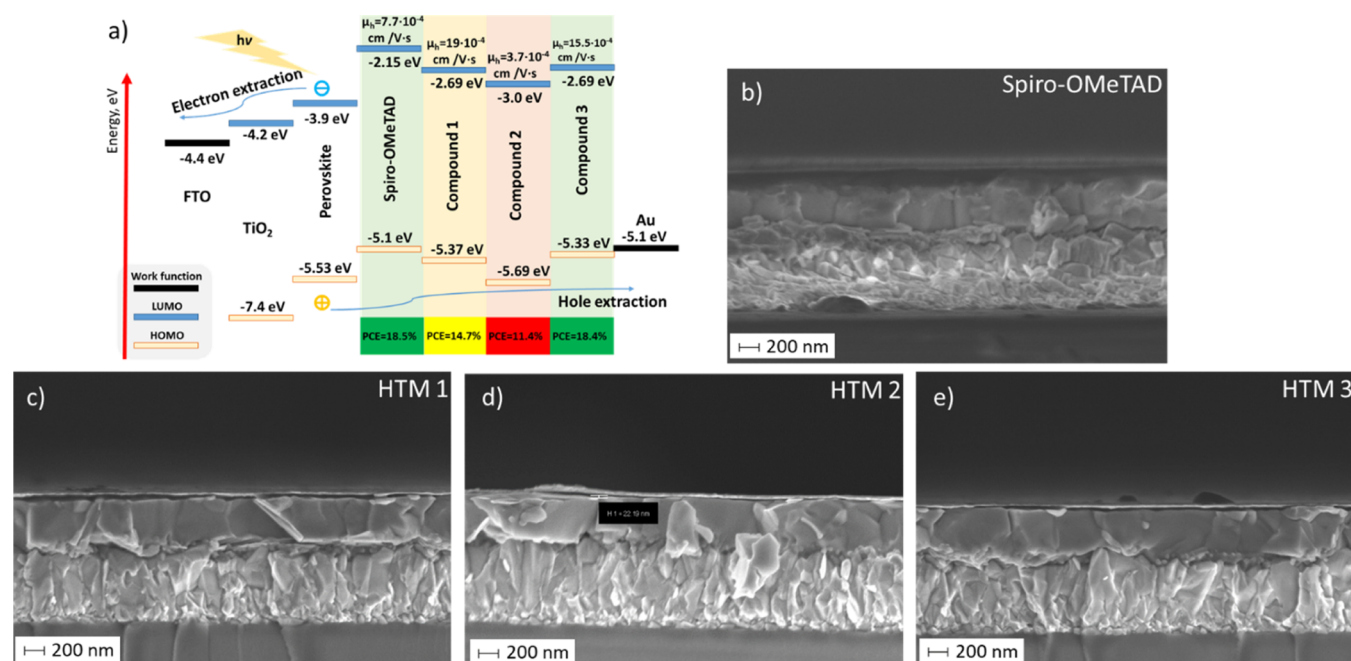 a)
hν
Energy, eV
Electron extraction
-4.4 eV
FTO
-4.2 eV
TiO₂
-7.4 eV
-3.9 eV
Perovskite
-5.53 eV
μₕ=7.7·10⁻⁴
cm /V·s
-2.15 eV
Spiro-OMeTAD
-5.1 eV
PCE=18.5%
μₕ=19·10⁻⁴
cm /V·s
-2.69 eV
Compound 1
-5.37 eV
PCE=14.7%
μₕ=3.7·10⁻⁴
cm /V·s
-3.0 eV
Compound 2
-5.69 eV
PCE=11.4%
μₕ=15.5·10⁻⁴
cm /V·s
-2.69 eV
Compound 3
-5.33 eV
PCE=18.4%
Au
-5.1 eV
Hole extraction
Work function
LUMO
HOMO
b)
Spiro-OMeTAD
200 nm
c)
HTM 1
200 nm
d)
HTM 2
H 1 = 22.19 nm
200 nm
e)
HTM 3
200 nm